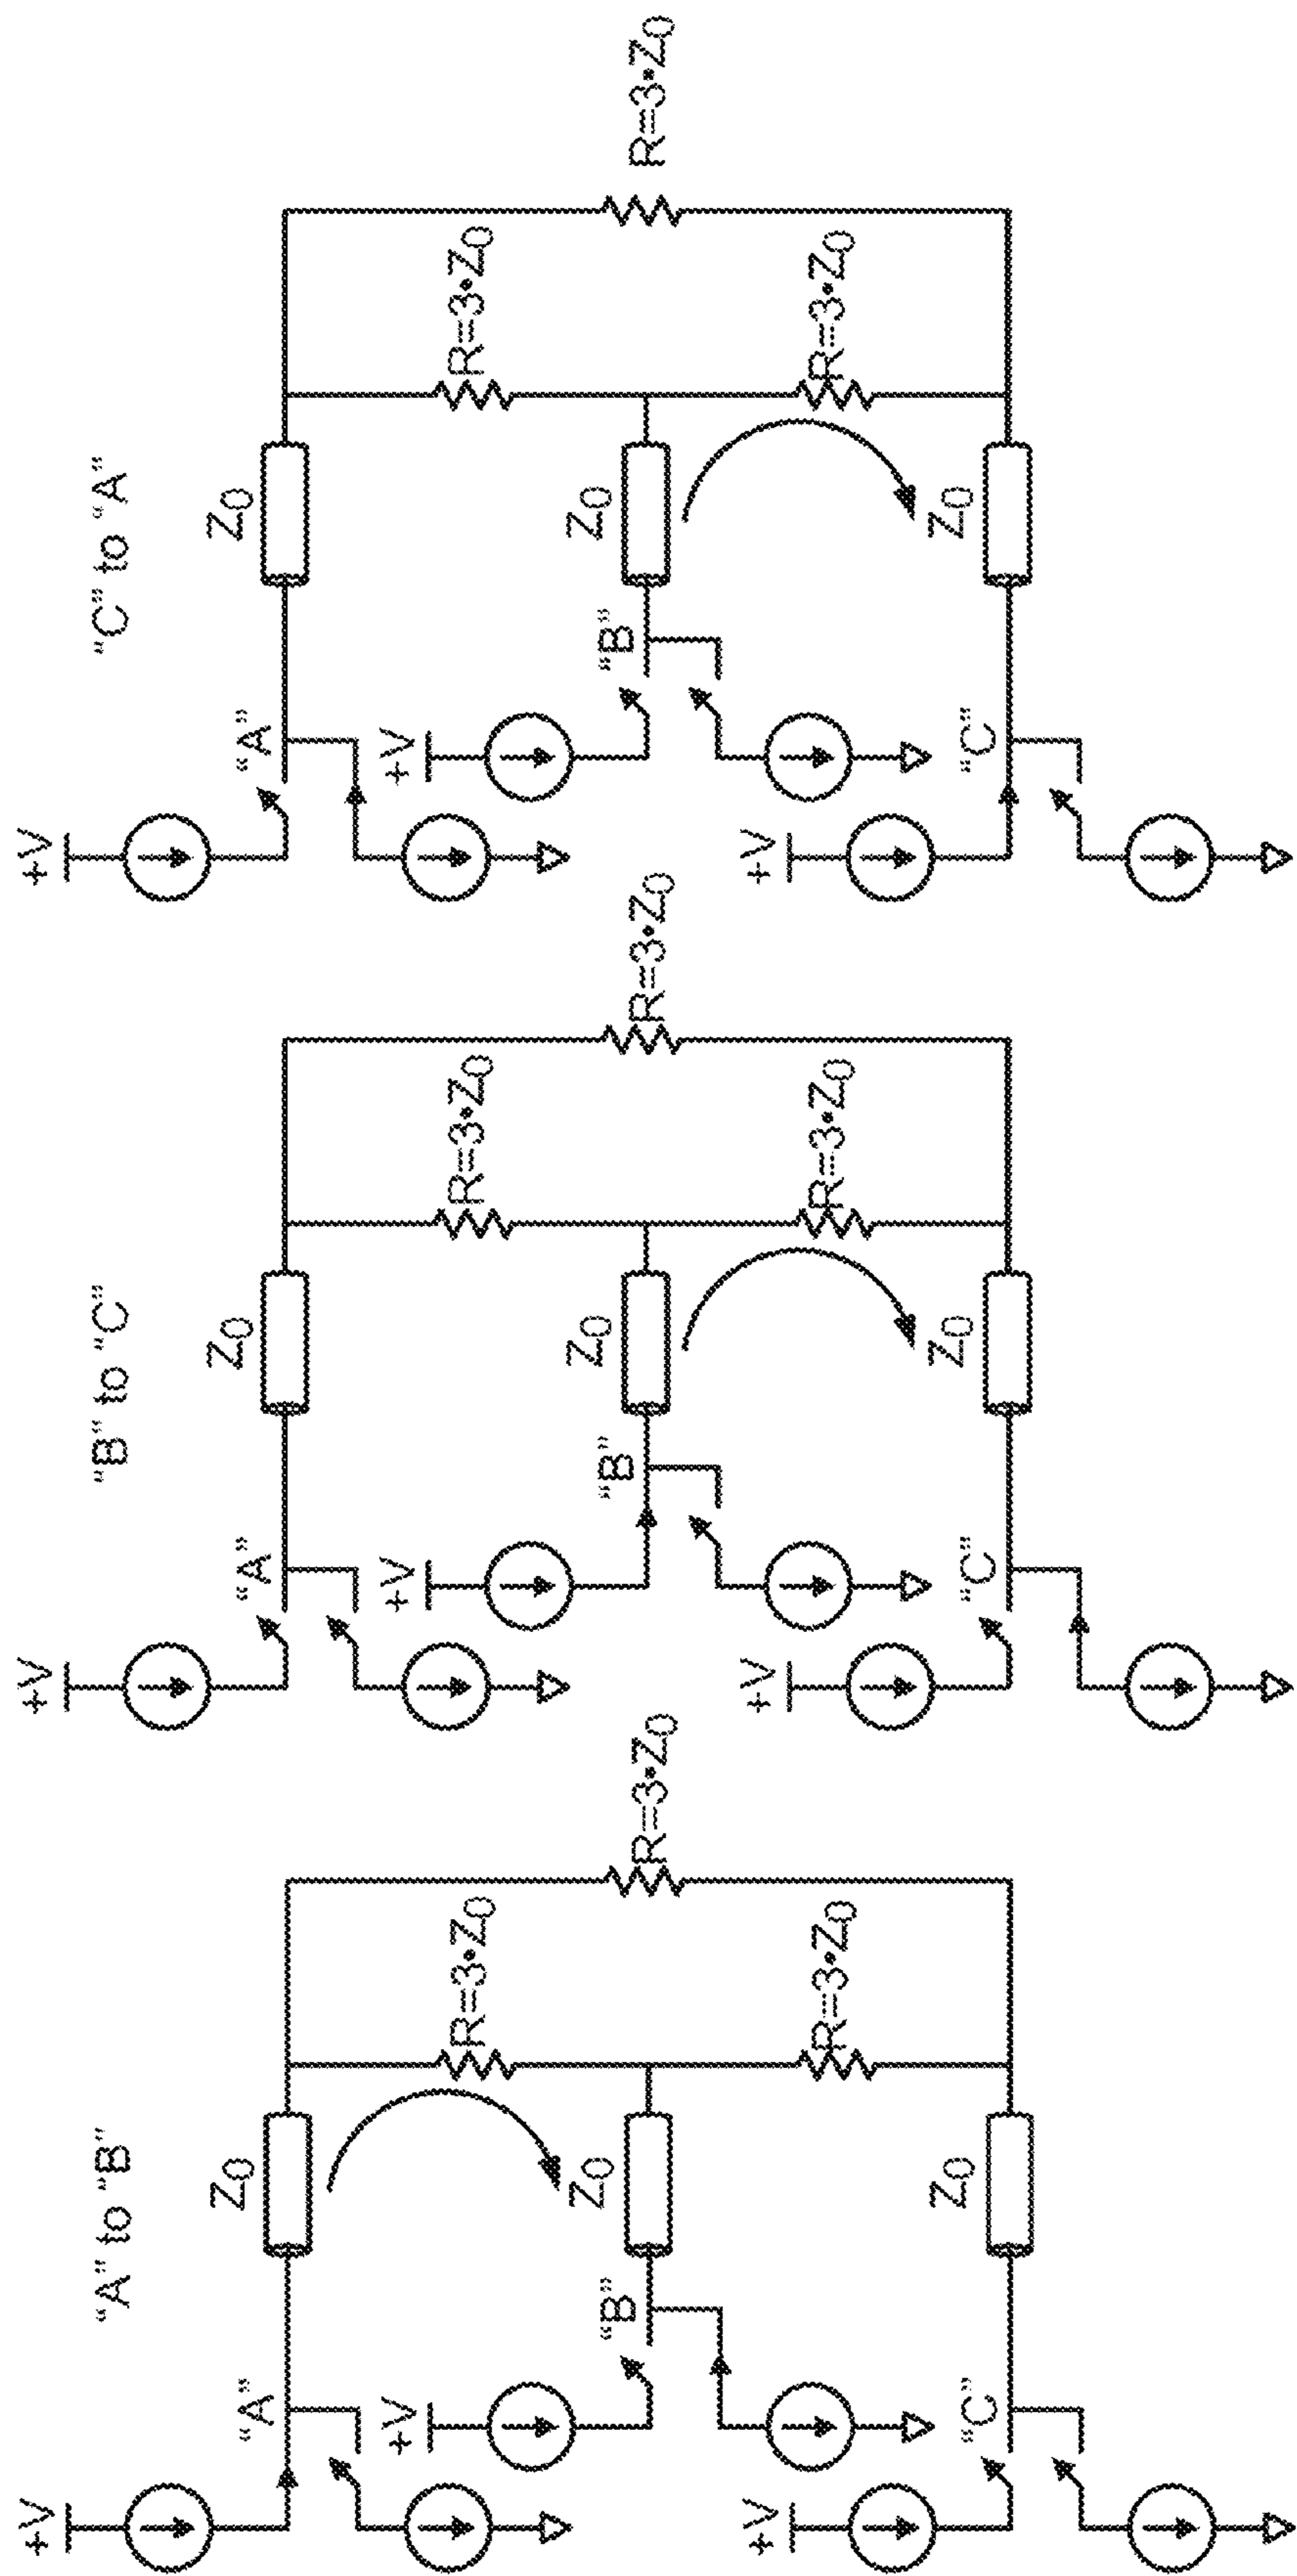 "A" to "B"
+V
"A"
Z0
+V
R=3•Z0
"B"
Z0
R=3•Z0
+V
R=3•Z0
"C"
Z0
"B" to "C"
+V
"A"
Z0
+V
R=3•Z0
"B"
Z0
R=3•Z0
+V
R=3•Z0
"C"
Z0
"C" to "A"
+V
"A"
Z0
+V
R=3•Z0
"B"
Z0
R=3•Z0
+V
R=3•Z0
"C"
Z0